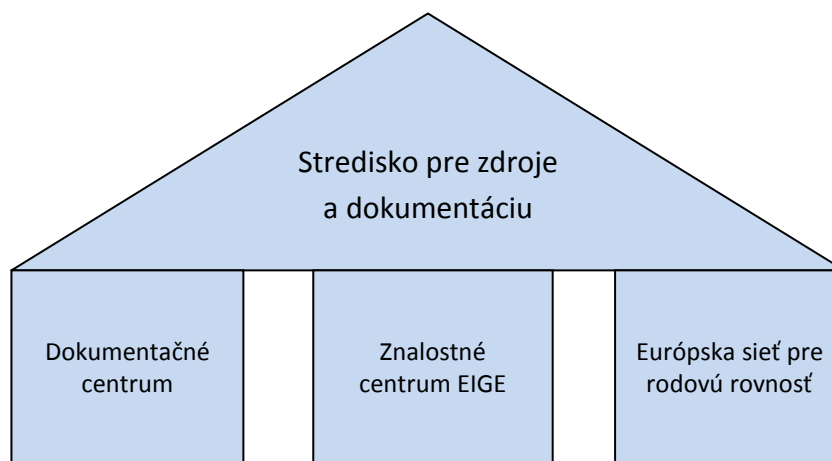 Stredisko pre zdroje
a dokumentáciu
Dokumentačné
centrum
Znalostné
centrum EIGE
Európska sieť pre
rodovú rovnosť